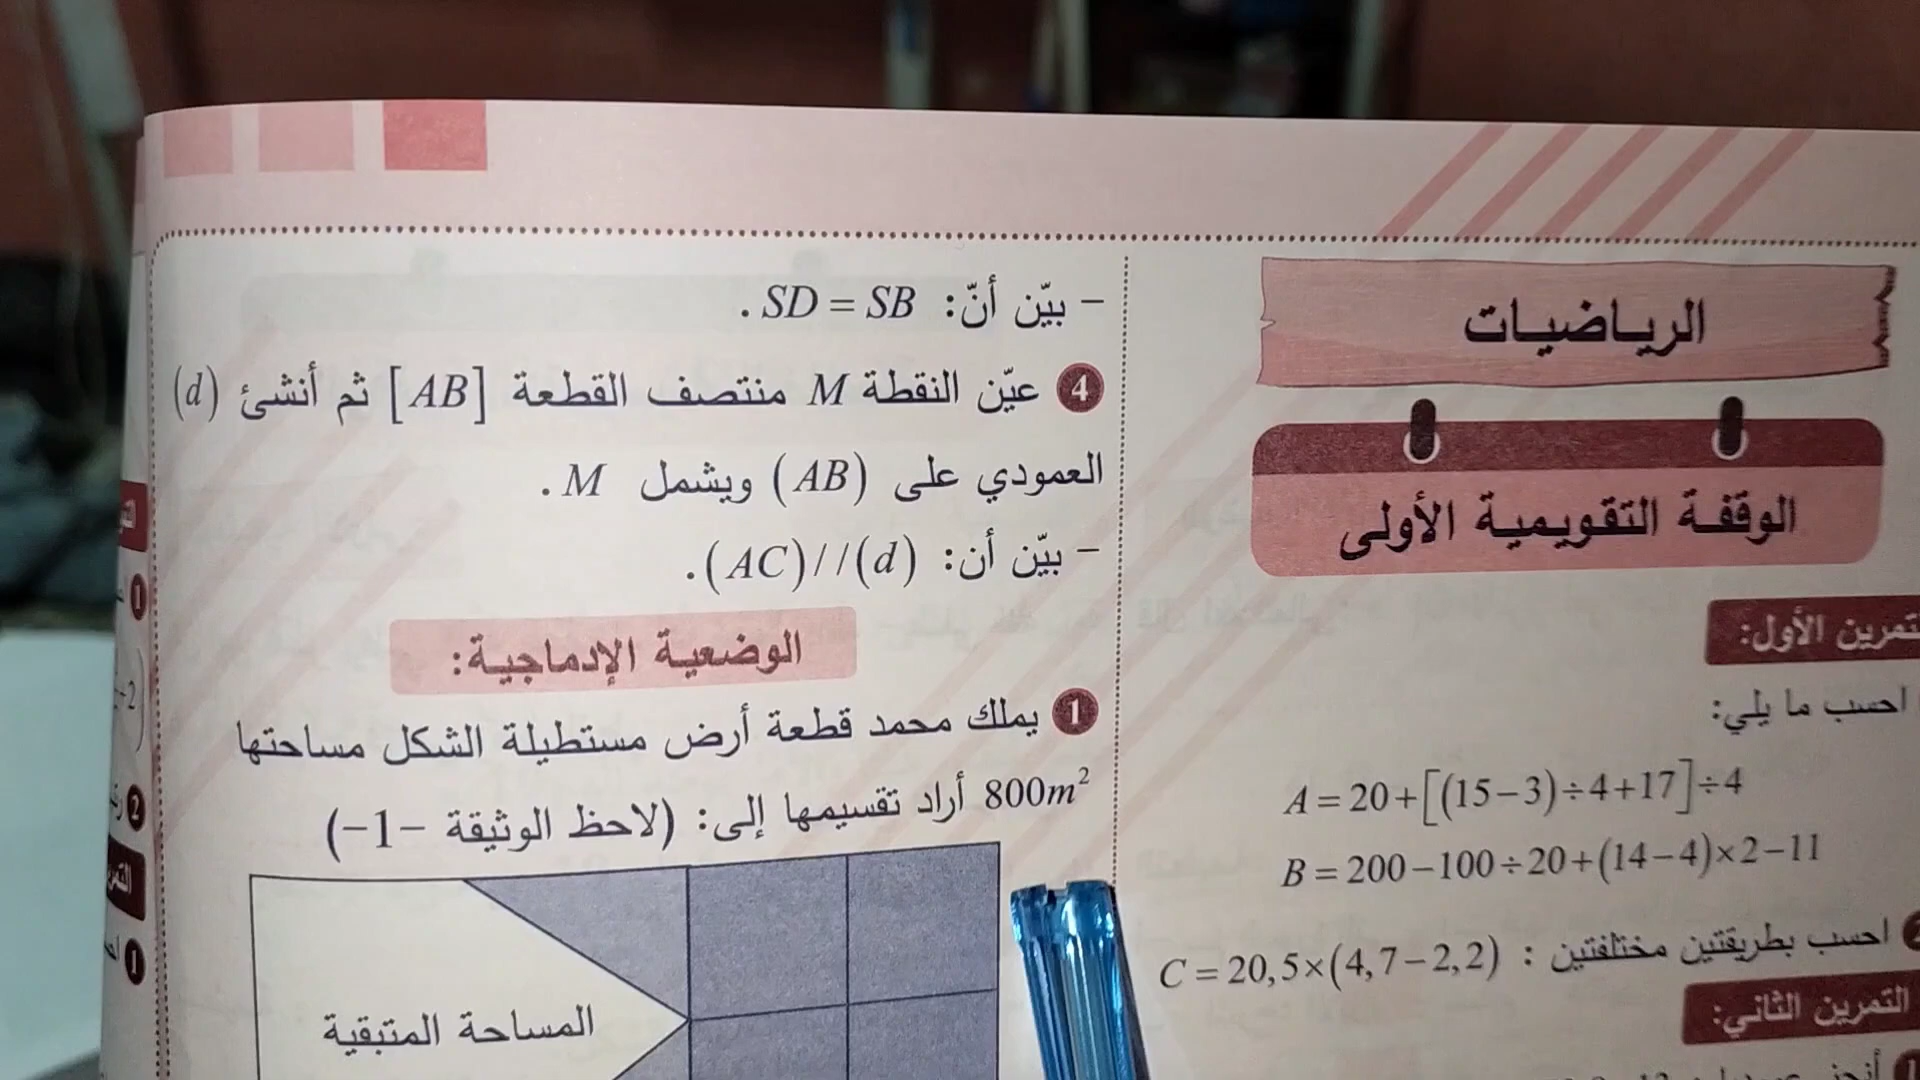 الرياضيات
الوقفة التقويمية الأولى
تمرين الأول:
احسب ما يلي:
A = 20+[(15−3)÷4+17]÷4
B = 200−100÷20+(14−4)×2−11
احسب بطريقتين مختلفتين : C = 20,5×(4,7−2,2)
التمرين الثاني:
− بيّن أنّ: SD = SB .
4 عيّن النقطة M منتصف القطعة [AB] ثم أنشئ (d)
العمودي على (AB) ويشمل M .
− بيّن أن: (AC)//(d).
الوضعية الإدماجية:
1 يملك محمد قطعة أرض مستطيلة الشكل مساحتها
800m² أراد تقسيمها إلى: (لاحظ الوثيقة −1−)
المساحة المتبقية